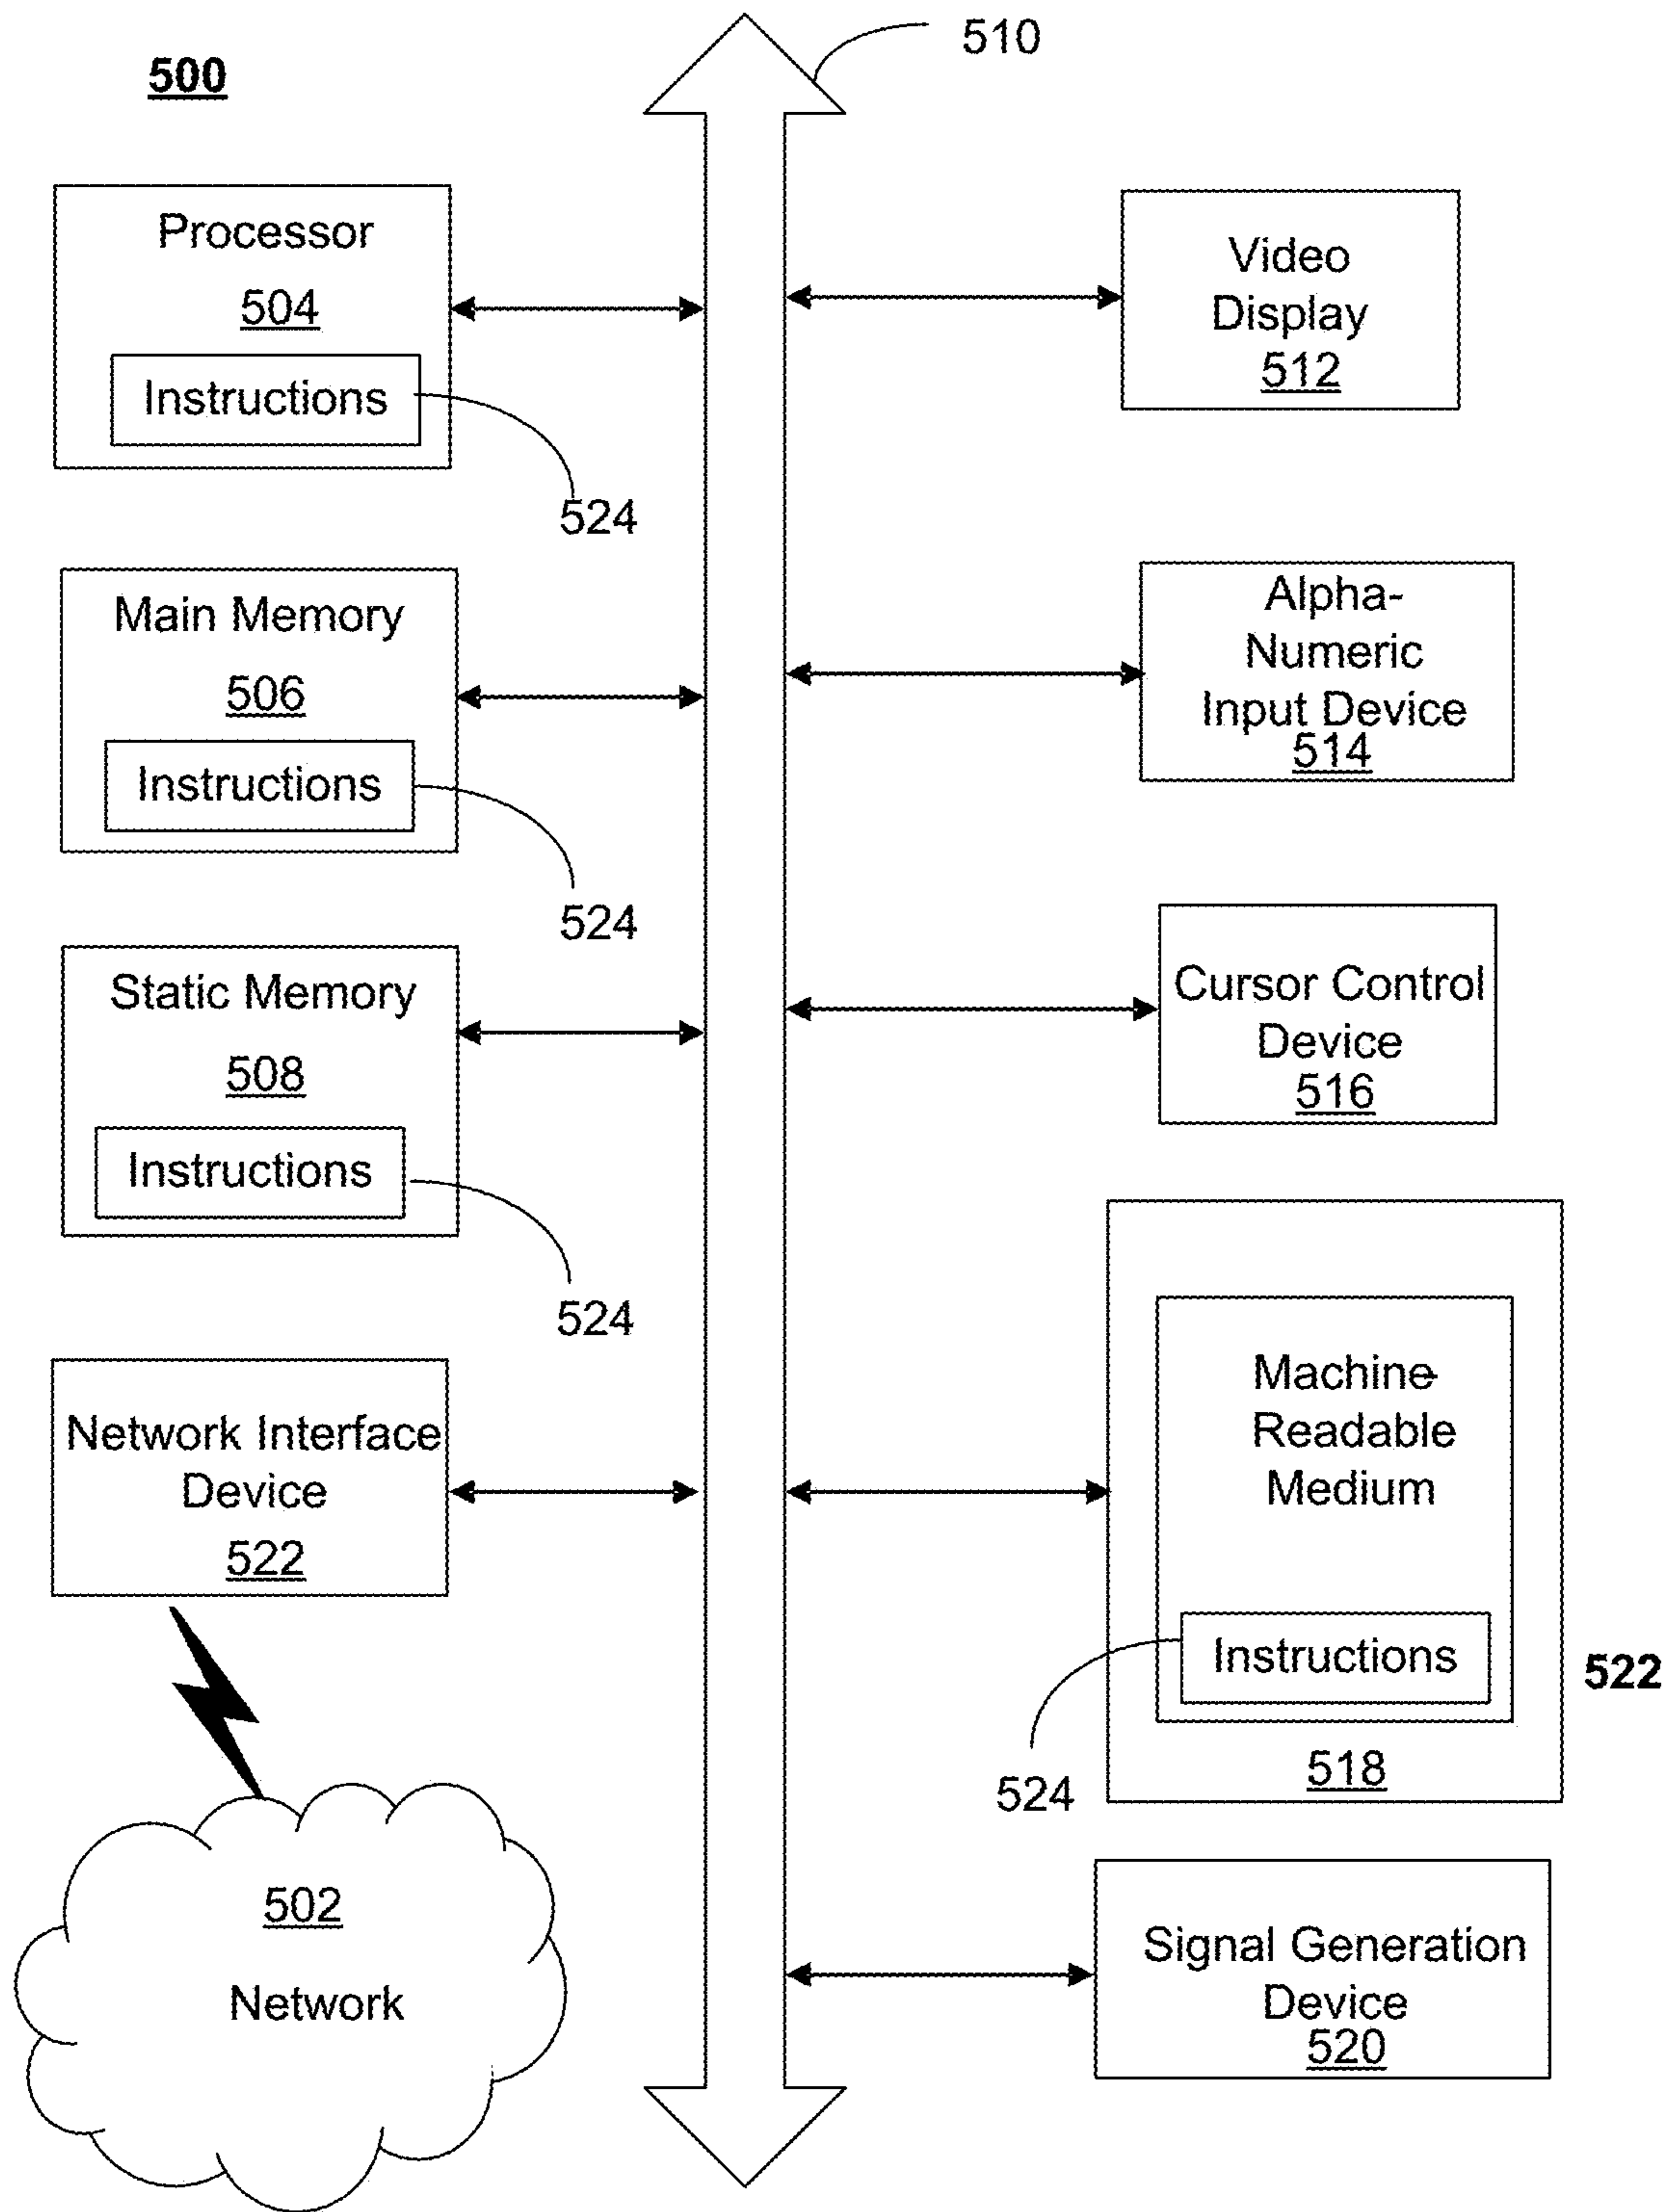 500
510
Processor
504
Instructions
524
Main Memory
506
Instructions
524
Static Memory
508
Instructions
524
Network Interface
Device
522
502
Network
Video
Display
512
Alpha-
Numeric
Input Device
514
Cursor Control
Device
516
Machine-
Readable
Medium
Instructions
522
524
518
Signal Generation
Device
520